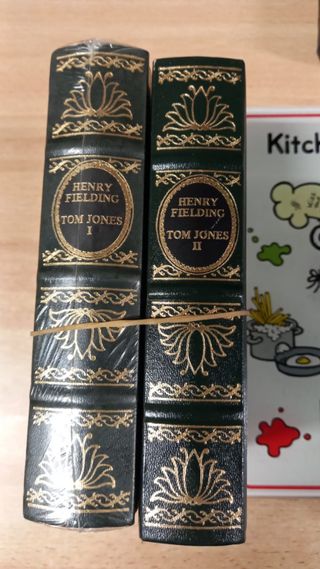 HENRY
FIELDING
TOM JONES
I
HENRY
FIELDING
TOM JONES
II
Kitch